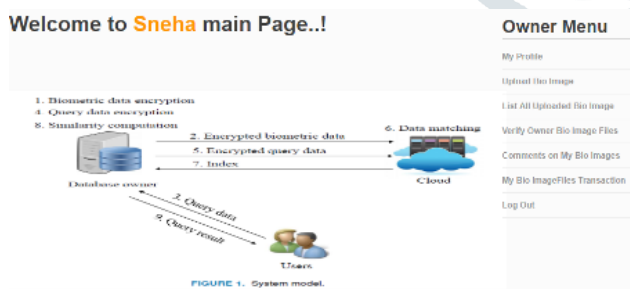 Welcome to Sneha main Page..!
1. Biometric data encryption
4. Query data encryption
8. Similarity computation
2. Encrypted biometric data
5. Encrypted query data
7. Index
6. Data matching
Database owner
Cloud
3. Query data
9. Query result
Users
FIGURE 1. System model.
Owner Menu
My Profile
Upload Bio Image
List All Uploaded Bio Image
Verify Owner Bio Image Files
Comments on My Bio Images
My Bio ImageFiles Transaction
Log Out